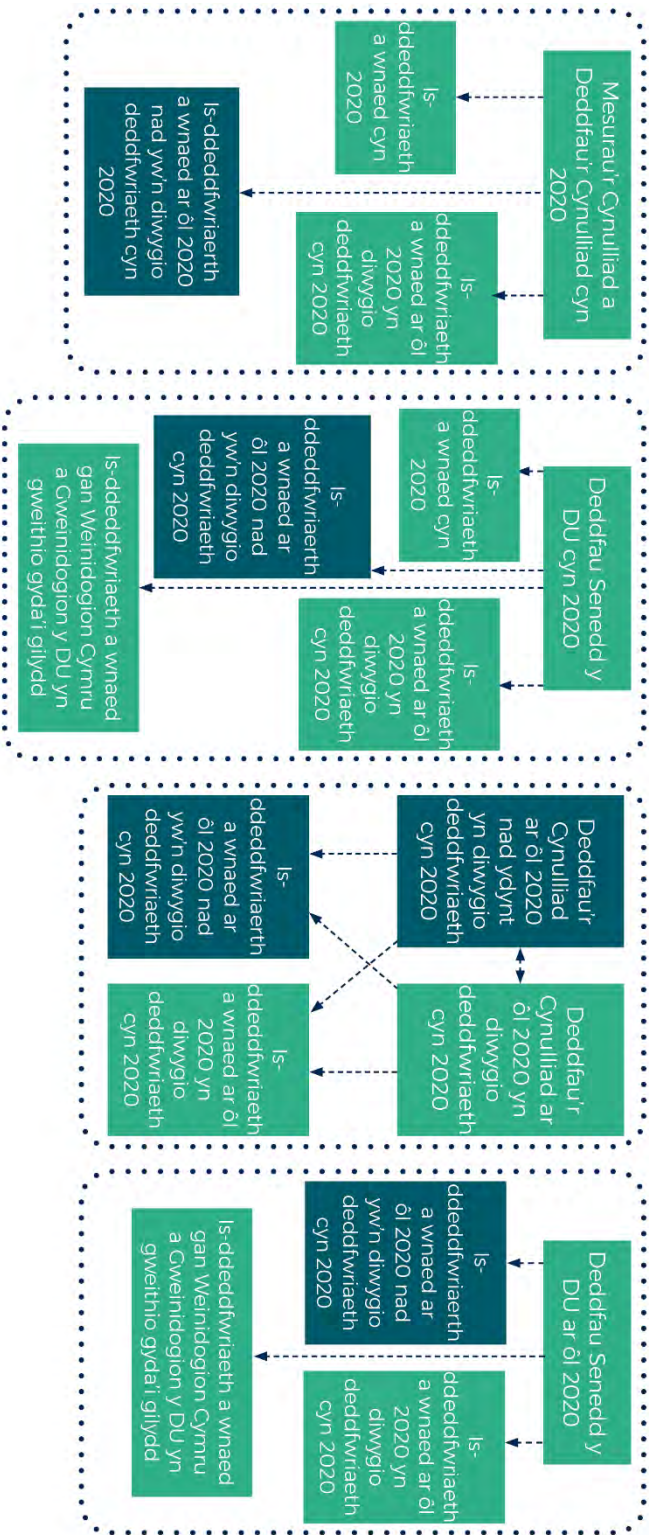 Mesurau'r Cynulliad a
Deddfau'r Cynulliad cyn
2020
Is-
ddeddfwriaeth
a wnaed cyn
2020
Is-
ddeddfwriaeth
a wnaed ar ôl
2020 yn
diwygio
deddfwriaeth
cyn 2020
Is-ddeddfwriaerth
a wnaed ar ôl 2020
nad yw'n diwygio
deddfwriaeth cyn
2020
Deddfau Senedd y
DU cyn 2020
Is-
ddeddfwriaeth
a wnaed cyn
2020
Is-
ddeddfwriaerth
a wnaed ar
ôl 2020 nad
yw'n diwygio
deddfwriaeth
cyn 2020
Is-
ddeddfwriaeth
a wnaed ar ôl
2020 yn
diwygio
deddfwriaeth
cyn 2020
Is-ddeddfwriaeth a wnaed
gan Weinidogion Cymru
a Gweinidogion y DU yn
gweithio gyda'i gilydd
Deddfau'r
Cynulliad
ar ôl 2020
nad ydynt
yn diwygio
deddfwriaeth
cyn 2020
Deddfau'r
Cynulliad ar
ôl 2020 yn
diwygio
deddfwriaeth
cyn 2020
Is-
ddeddfwriaerth
a wnaed ar
ôl 2020 nad
yw'n diwygio
deddfwriaeth
cyn 2020
Is-
ddeddfwriaeth
a wnaed ar ôl
2020 yn
diwygio
deddfwriaeth
cyn 2020
Deddfau Senedd y
DU ar ôl 2020
Is-
ddeddfwriaerth
a wnaed ar
ôl 2020 nad
yw'n diwygio
deddfwriaeth
cyn 2020
Is-
ddeddfwriaeth
a wnaed ar ôl
2020 yn
diwygio
deddfwriaeth
cyn 2020
Is-ddeddfwriaeth a wnaed
gan Weinidogion Cymru
a Gweinidogion y DU yn
gweithio gyda'i gilydd